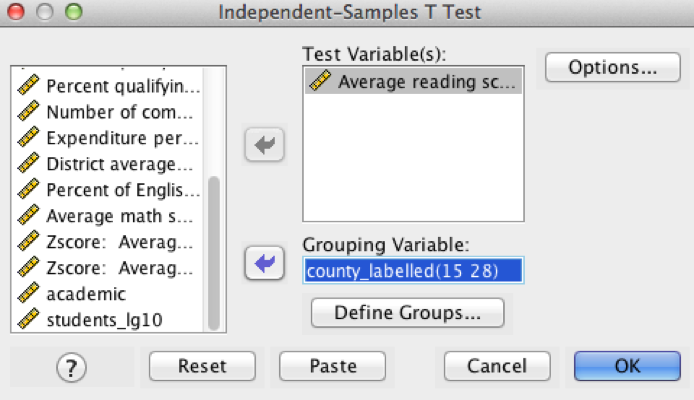 Independent-Samples T Test
Percent qualifyin...
Number of com...
Expenditure per...
District average...
Percent of Englis...
Average math s...
Zscore: Averag...
Zscore: Averag...
academic
students_lg10
Test Variable(s):
Average reading sc...
Options...
Grouping Variable:
county_labelled(15 28)
Define Groups...
?
Reset
Paste
Cancel
OK